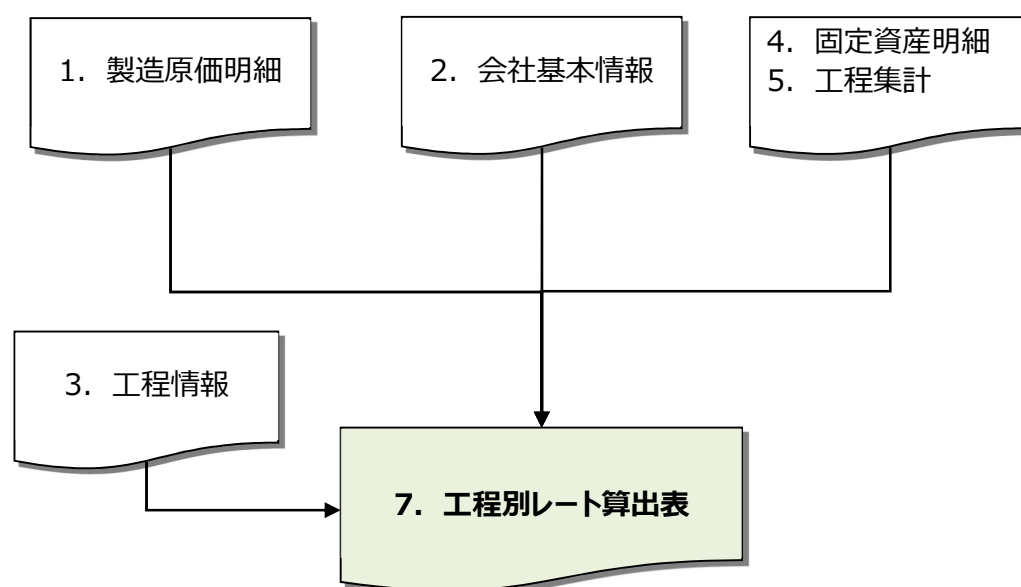 1. 製造原価明細
2. 会社基本情報
4. 固定資産明細
5. 工程集計
3. 工程情報
7. 工程別レート算出表